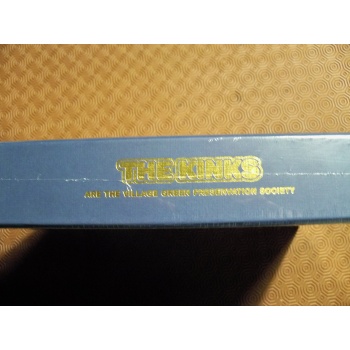 THE KINKS
ARE THE VILLAGE GREEN PRESERVATION SOCIETY